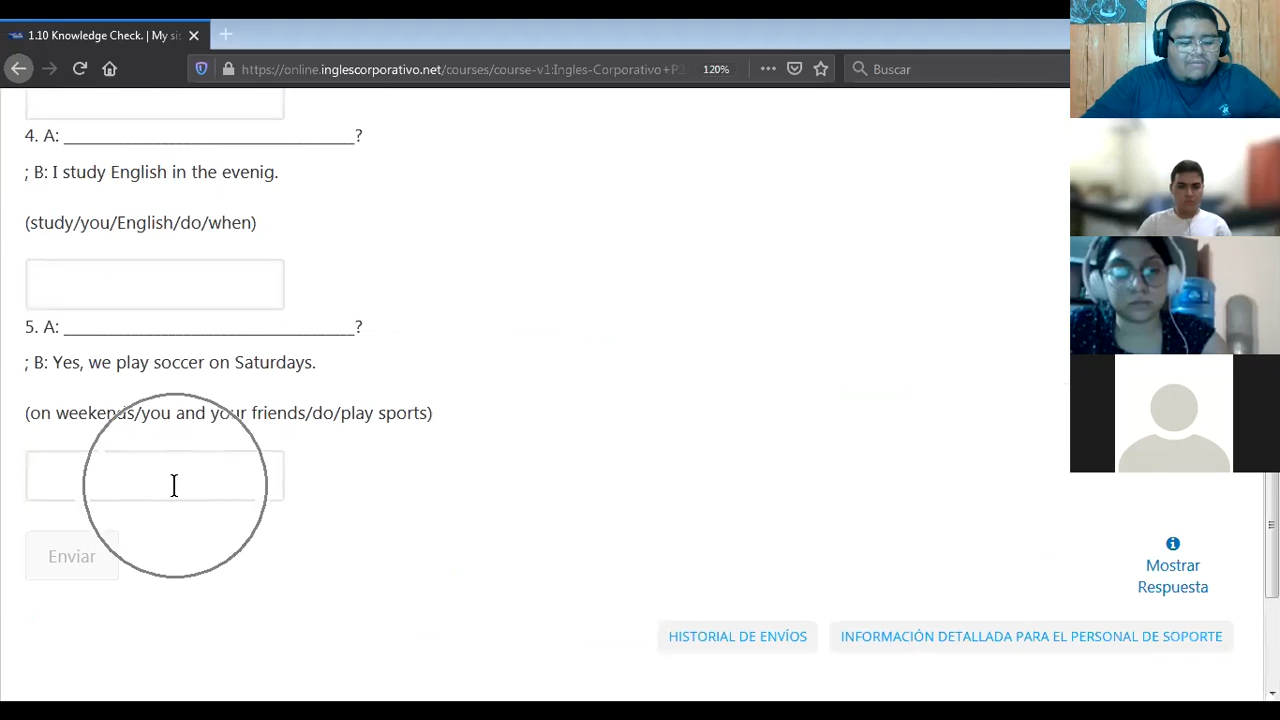 1.10 Knowledge Check. | My si
https://online.inglescorporativo.net/courses/course-v1:Ingles-Corporativo+P2
120%
Buscar
4. A: __________________________________?
; B: I study English in the evenig.
(study/you/English/do/when)
5. A: __________________________________?
; B: Yes, we play soccer on Saturdays.
(on weekends/you and your friends/do/play sports)
Enviar
Mostrar
Respuesta
HISTORIAL DE ENVÍOS
INFORMACIÓN DETALLADA PARA EL PERSONAL DE SOPORTE